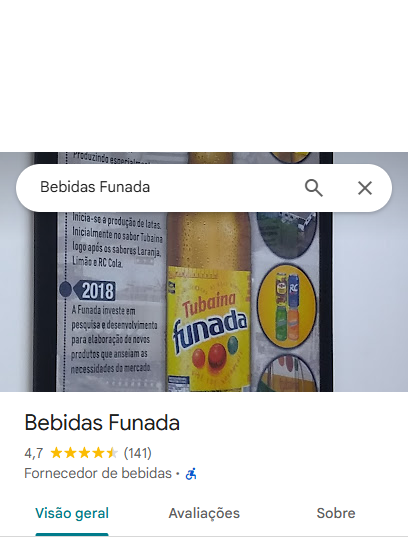 Produzindo especialmen
Bebidas Funada
Inicia-se a produção de latas.
Inicialmente no sabor Tubaína
logo após os sabores Laranja,
Limão e RC Cola.
2018
A Funada investe em
pesquisa e desenvolvimento
para elaboração de novos
produtos que anseiam as
necessidades do mercado.
Tubaína
funada
RC
Bebidas Funada
4,7 (141)
Fornecedor de bebidas ·
Visão geral Avaliações Sobre